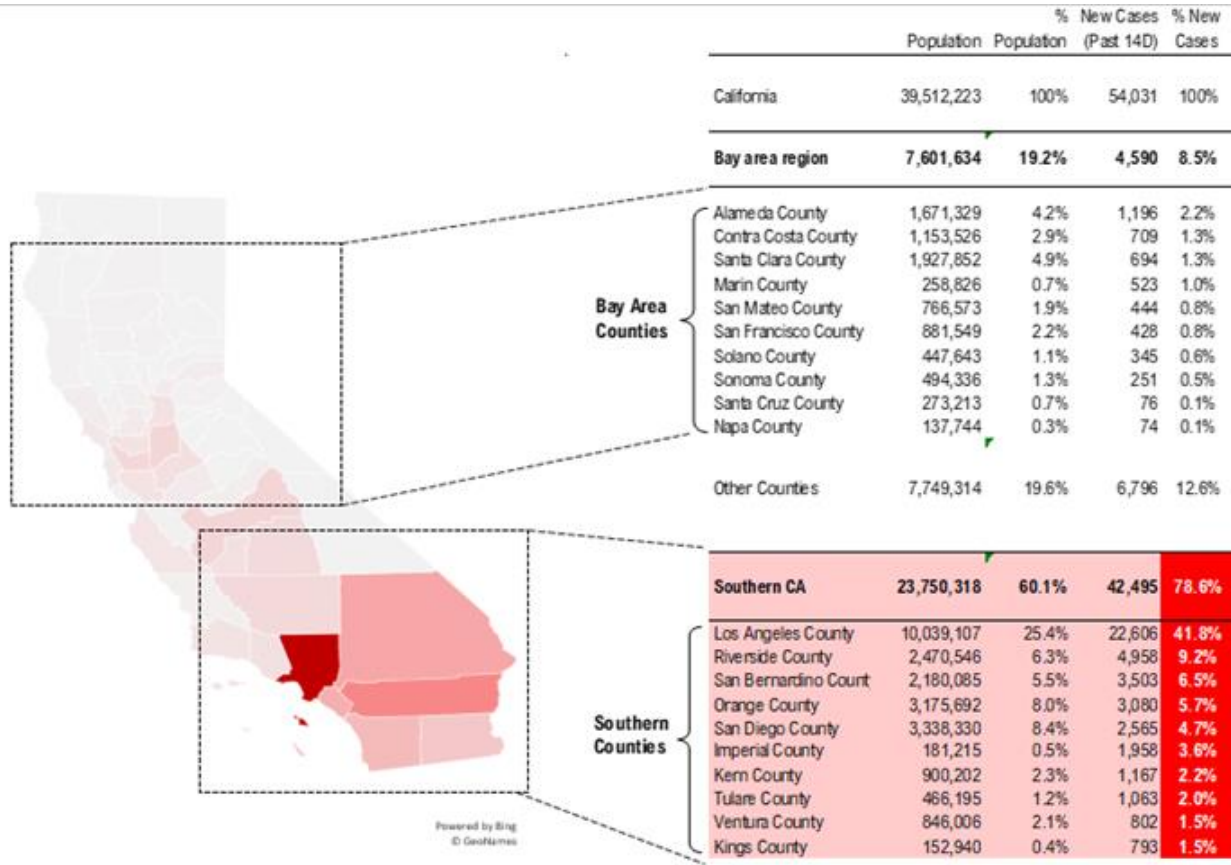 % New Cases % New
Population Population (Past 14D) Cases
California 39,512,223 100% 54,031 100%
Bay area region 7,601,634 19.2% 4,590 8.5%
Bay Area
Counties
Alameda County 1,671,329 4.2% 1,196 2.2%
Contra Costa County 1,153,526 2.9% 709 1.3%
Santa Clara County 1,927,852 4.9% 694 1.3%
Marin County 258,826 0.7% 523 1.0%
San Mateo County 766,573 1.9% 444 0.8%
San Francisco County 881,549 2.2% 428 0.8%
Solano County 447,643 1.1% 345 0.6%
Sonoma County 494,336 1.3% 251 0.5%
Santa Cruz County 273,213 0.7% 76 0.1%
Napa County 137,744 0.3% 74 0.1%
Other Counties 7,749,314 19.6% 6,796 12.6%
Southern CA 23,750,318 60.1% 42,495 78.6%
Southern
Counties
Los Angeles County 10,039,107 25.4% 22,606 41.8%
Riverside County 2,470,546 6.3% 4,958 9.2%
San Bernardino Count 2,180,085 5.5% 3,503 6.5%
Orange County 3,175,692 8.0% 3,080 5.7%
San Diego County 3,338,330 8.4% 2,565 4.7%
Imperial County 181,215 0.5% 1,958 3.6%
Kern County 900,202 2.3% 1,167 2.2%
Tulare County 466,195 1.2% 1,063 2.0%
Ventura County 846,006 2.1% 802 1.5%
Kings County 152,940 0.4% 793 1.5%
Powered by Bing
© GeoNames